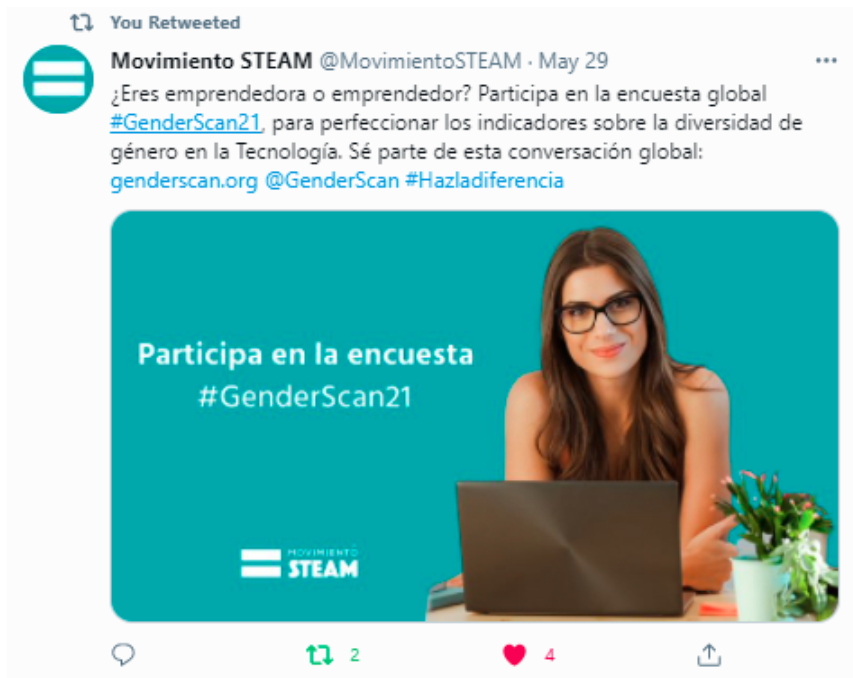 You Retweeted
Movimiento STEAM @MovimientoSTEAM · May 29
¿Eres emprendedora o emprendedor? Participa en la encuesta global
#GenderScan21, para perfeccionar los indicadores sobre la diversidad de
género en la Tecnología. Sé parte de esta conversación global:
genderscan.org @GenderScan #Hazladiferencia
Participa en la encuesta
#GenderScan21
MOVIMIENTO
STEAM
2 4